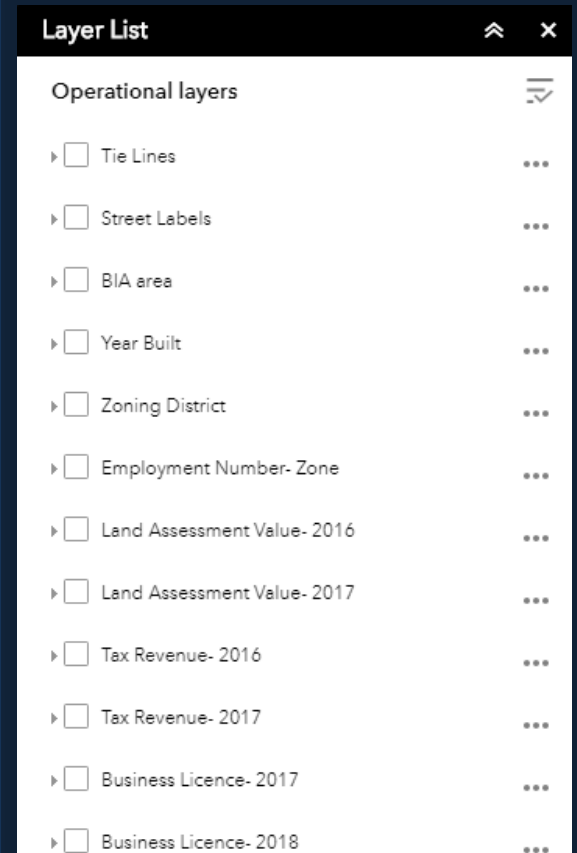 Layer List
Operational layers
Tie Lines
Street Labels
BIA area
Year Built
Zoning District
Employment Number- Zone
Land Assessment Value- 2016
Land Assessment Value- 2017
Tax Revenue- 2016
Tax Revenue- 2017
Business Licence- 2017
Business Licence- 2018